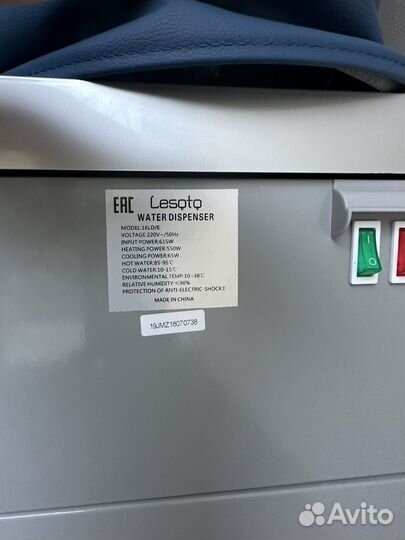 EAC Lesoto
WATER DISPENSER
MODEL:16LD/E
VOLTAGE:220V~/50Hz
INPUT POWER:615W
HEATING POWER:550W
COOLING POWER:65W
HOT WATER:85-95℃
COLD WATER:10-15℃
ENVIRONMENTAL TEMP:10~38℃
RELATIVE HUMIDITY:≤90%
PROTECTION OF ANTI-ELECTRIC-SHOCK:I
MADE IN CHINA
19JMZ18070738
Avito